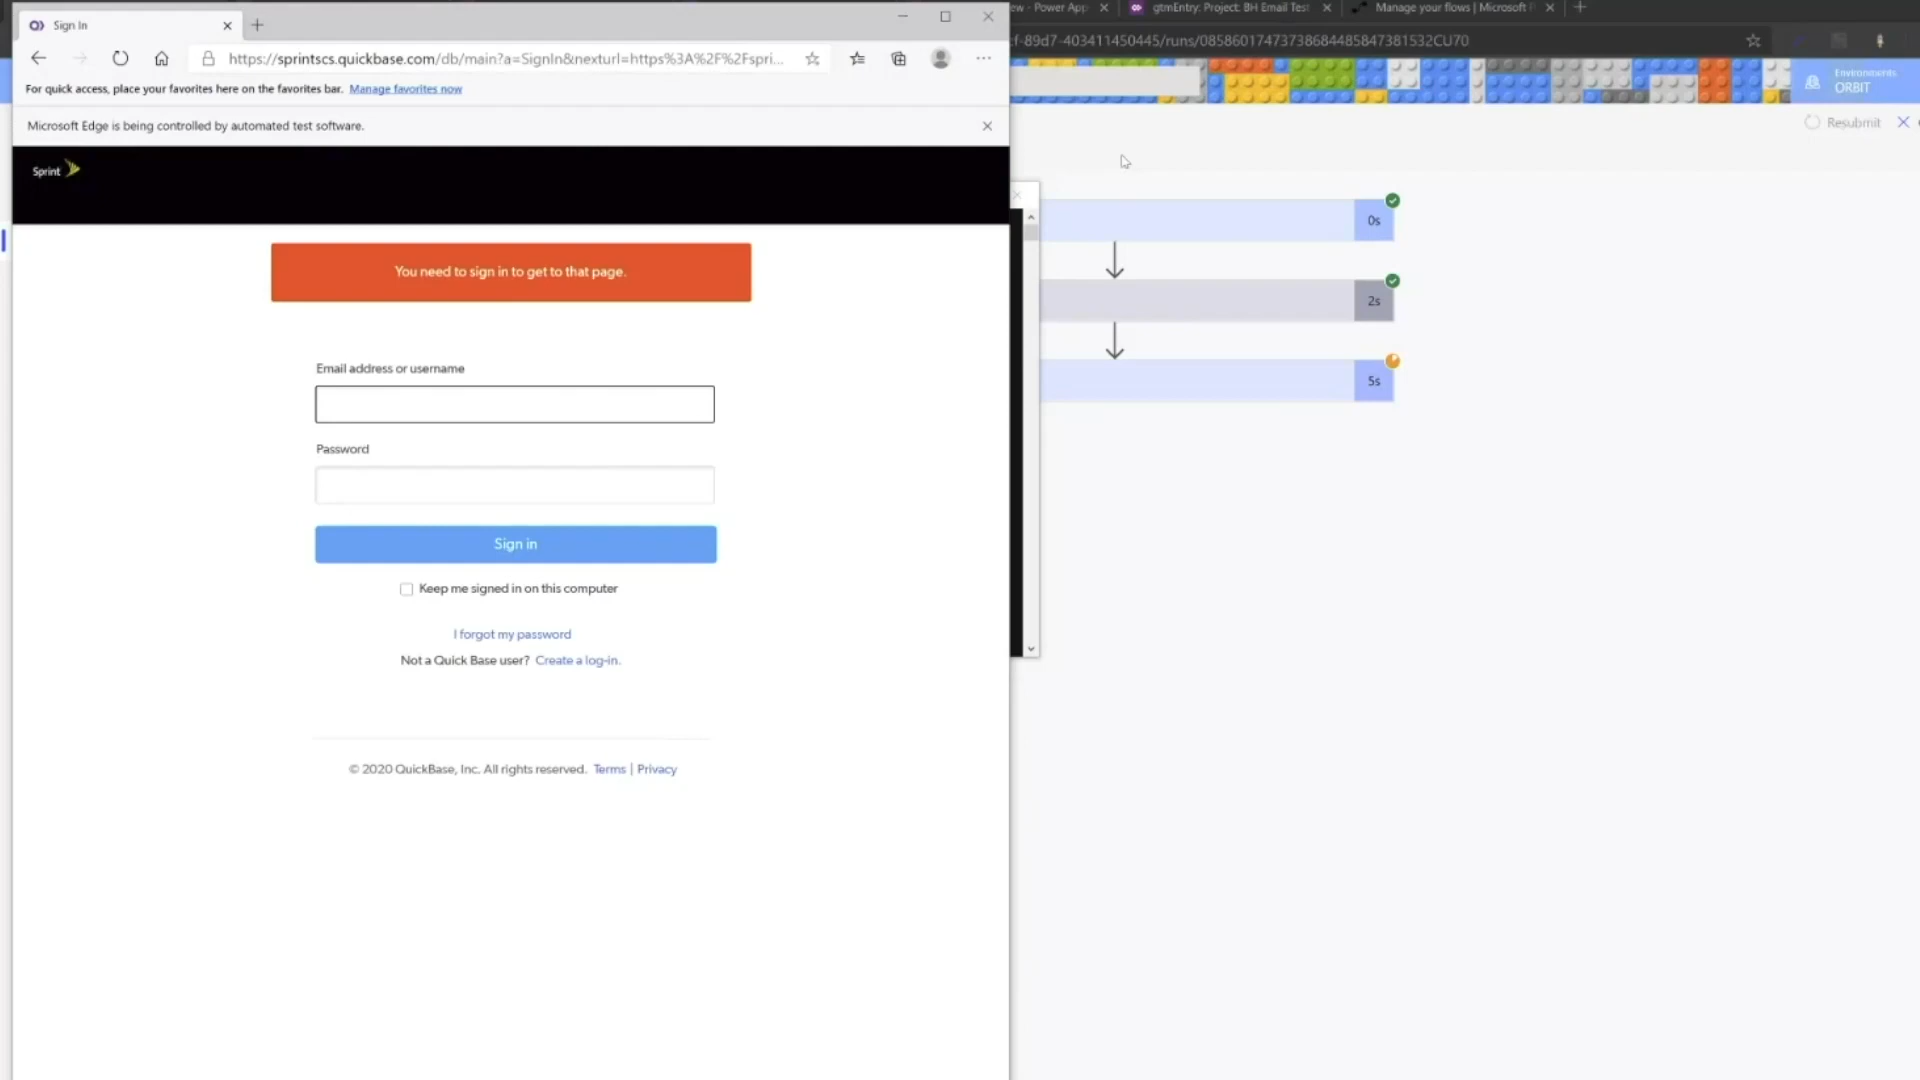 Sign In
https://sprintscs.quickbase.com/db/main?a=SignIn&nexturl=https%3A%2F%2Fspri...
For quick access, place your favorites here on the favorites bar. Manage favorites now
Microsoft Edge is being controlled by automated test software.
Sprint
You need to sign in to get to that page.
Email address or username
Password
Sign in
Keep me signed in on this computer
I forgot my password
Not a Quick Base user? Create a log-in.
© 2020 QuickBase, Inc. All rights reserved. Terms | Privacy
ew - Power App
gtmEntry: Project: BH Email Test
Manage your flows | Microsoft P
:f-89d7-403411450445/runs/08586017473738684485847381532CU70
Environments
ORBIT
Resubmit
0s
2s
5s